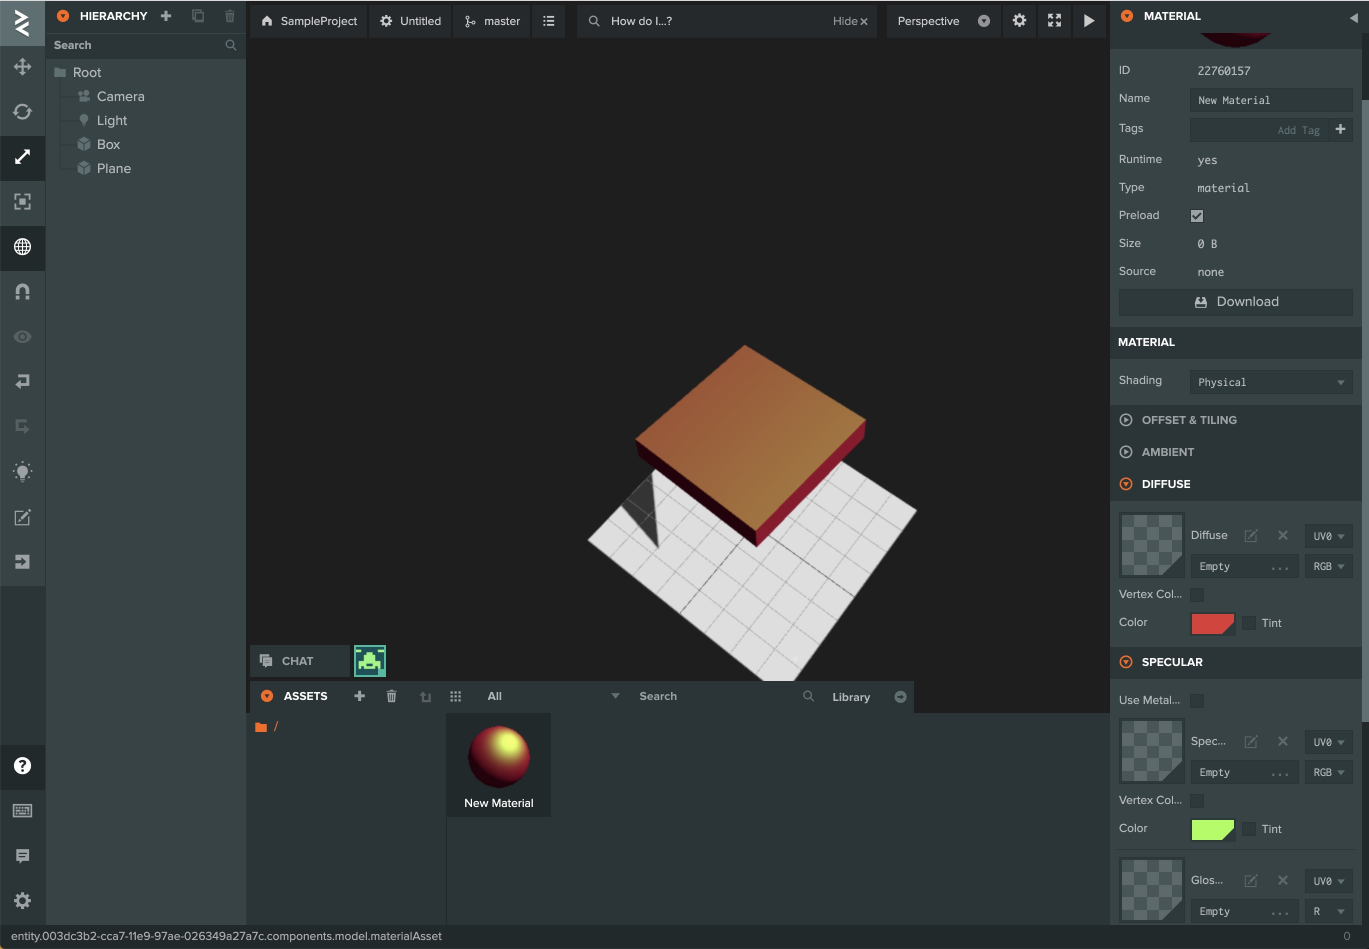 HIERARCHY
Search
Root
Camera
Light
Box
Plane
SampleProject
Untitled
master
How do I...?
Hide
Perspective
CHAT
ASSETS
All
Search
Library
/
New Material
MATERIAL
ID 22760157
Name New Material
Tags Add Tag
Runtime yes
Type material
Preload
Size 0 B
Source none
Download
MATERIAL
Shading Physical
OFFSET & TILING
AMBIENT
DIFFUSE
Diffuse UV0
Empty ... RGB
Vertex Col...
Color Tint
SPECULAR
Use Metal...
Spec... UV0
Empty ... RGB
Vertex Col...
Color Tint
Glos... UV0
Empty ... R
entity.003dc3b2-cca7-11e9-97ae-026349a27a7c.components.model.materialAsset
0